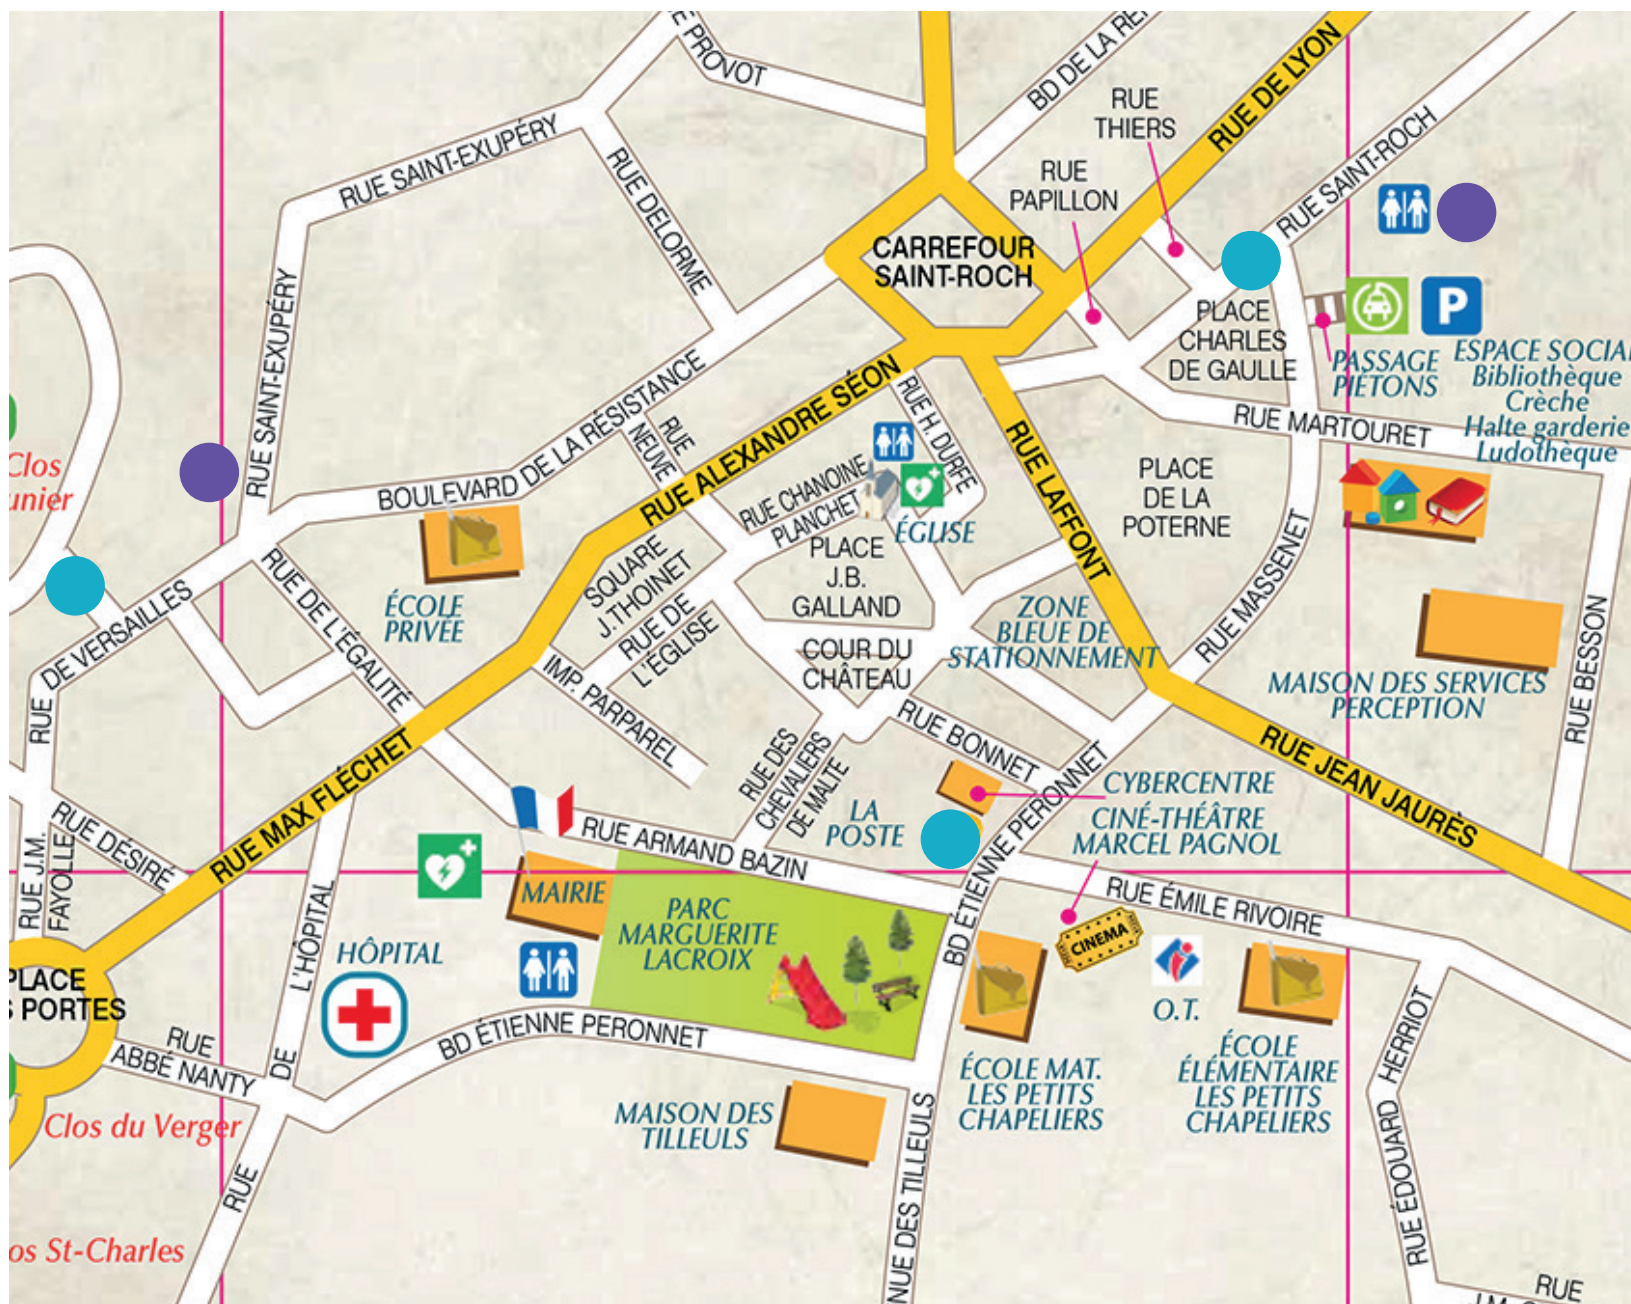 PROVOT
BD DE LA
RUE DE LYON
RUE
THIERS
RUE
PAPILLON
RUE SAINT-ROCH
RUE SAINT-EXUPÉRY
RUE DELORME
CARREFOUR
SAINT-ROCH
P
PLACE
CHARLES
DE GAULLE
PASSAGE
PIÉTONS
ESPACE SOCIAL
Bibliothèque
Crèche
Halte garderie
Ludothèque
RUE SAINT-EXUPÉRY
BOULEVARD DE LA RÉSISTANCE
RUE
NEUVE
RUE ALEXANDRE SÉON
RUE H. DURFE
RUE LAFFONT
RUE MARTOURET
Clos
RUE CHANOINE
PLANCHET
ÉGLISE
PLACE
DE LA
POTERNE
PLACE
J.B.
GALLAND
SQUARE
J.THOINET
RUE DE
L'ÉGLISE
ÉCOLE
PRIVÉE
RUE DE L'ÉGALITÉ
RUE
DE VERSAILLES
COUR DU
CHÂTEAU
ZONE
BLEUE DE
STATIONNEMENT
RUE MASSENET
MAISON DES SERVICES
PERCEPTION
RUE BESSON
IMP. PARPAREL
RUE BONNET
RUE DES
CHEVALIERS
DE MALTE
RUE JEAN JAURÈS
CYBERCENTRE
CINÉ-THÉÂTRE
MARCEL PAGNOL
LA
POSTE
BD ÉTIENNE PERONNET
RUE MAX FLÉCHET
RUE DÉSIRÉ
RUE J.M.
FAYOLLE
RUE ARMAND BAZIN
MAIRIE
PARC
MARGUERITE
LACROIX
RUE ÉMILE RIVOIRE
CINEMA
O.T.
HÔPITAL
RUE DE L'HÔPITAL
PLACE
PORTES
RUE
ABBÉ NANTY
BD ÉTIENNE PERONNET
ÉCOLE MAT.
LES PETITS
CHAPELIERS
ÉCOLE
ÉLÉMENTAIRE
LES PETITS
CHAPELIERS
MAISON DES
TILLEULS
DES TILLEULS
RUE ÉDOUARD HERRIOT
Clos du Verger
St-Charles
RUE